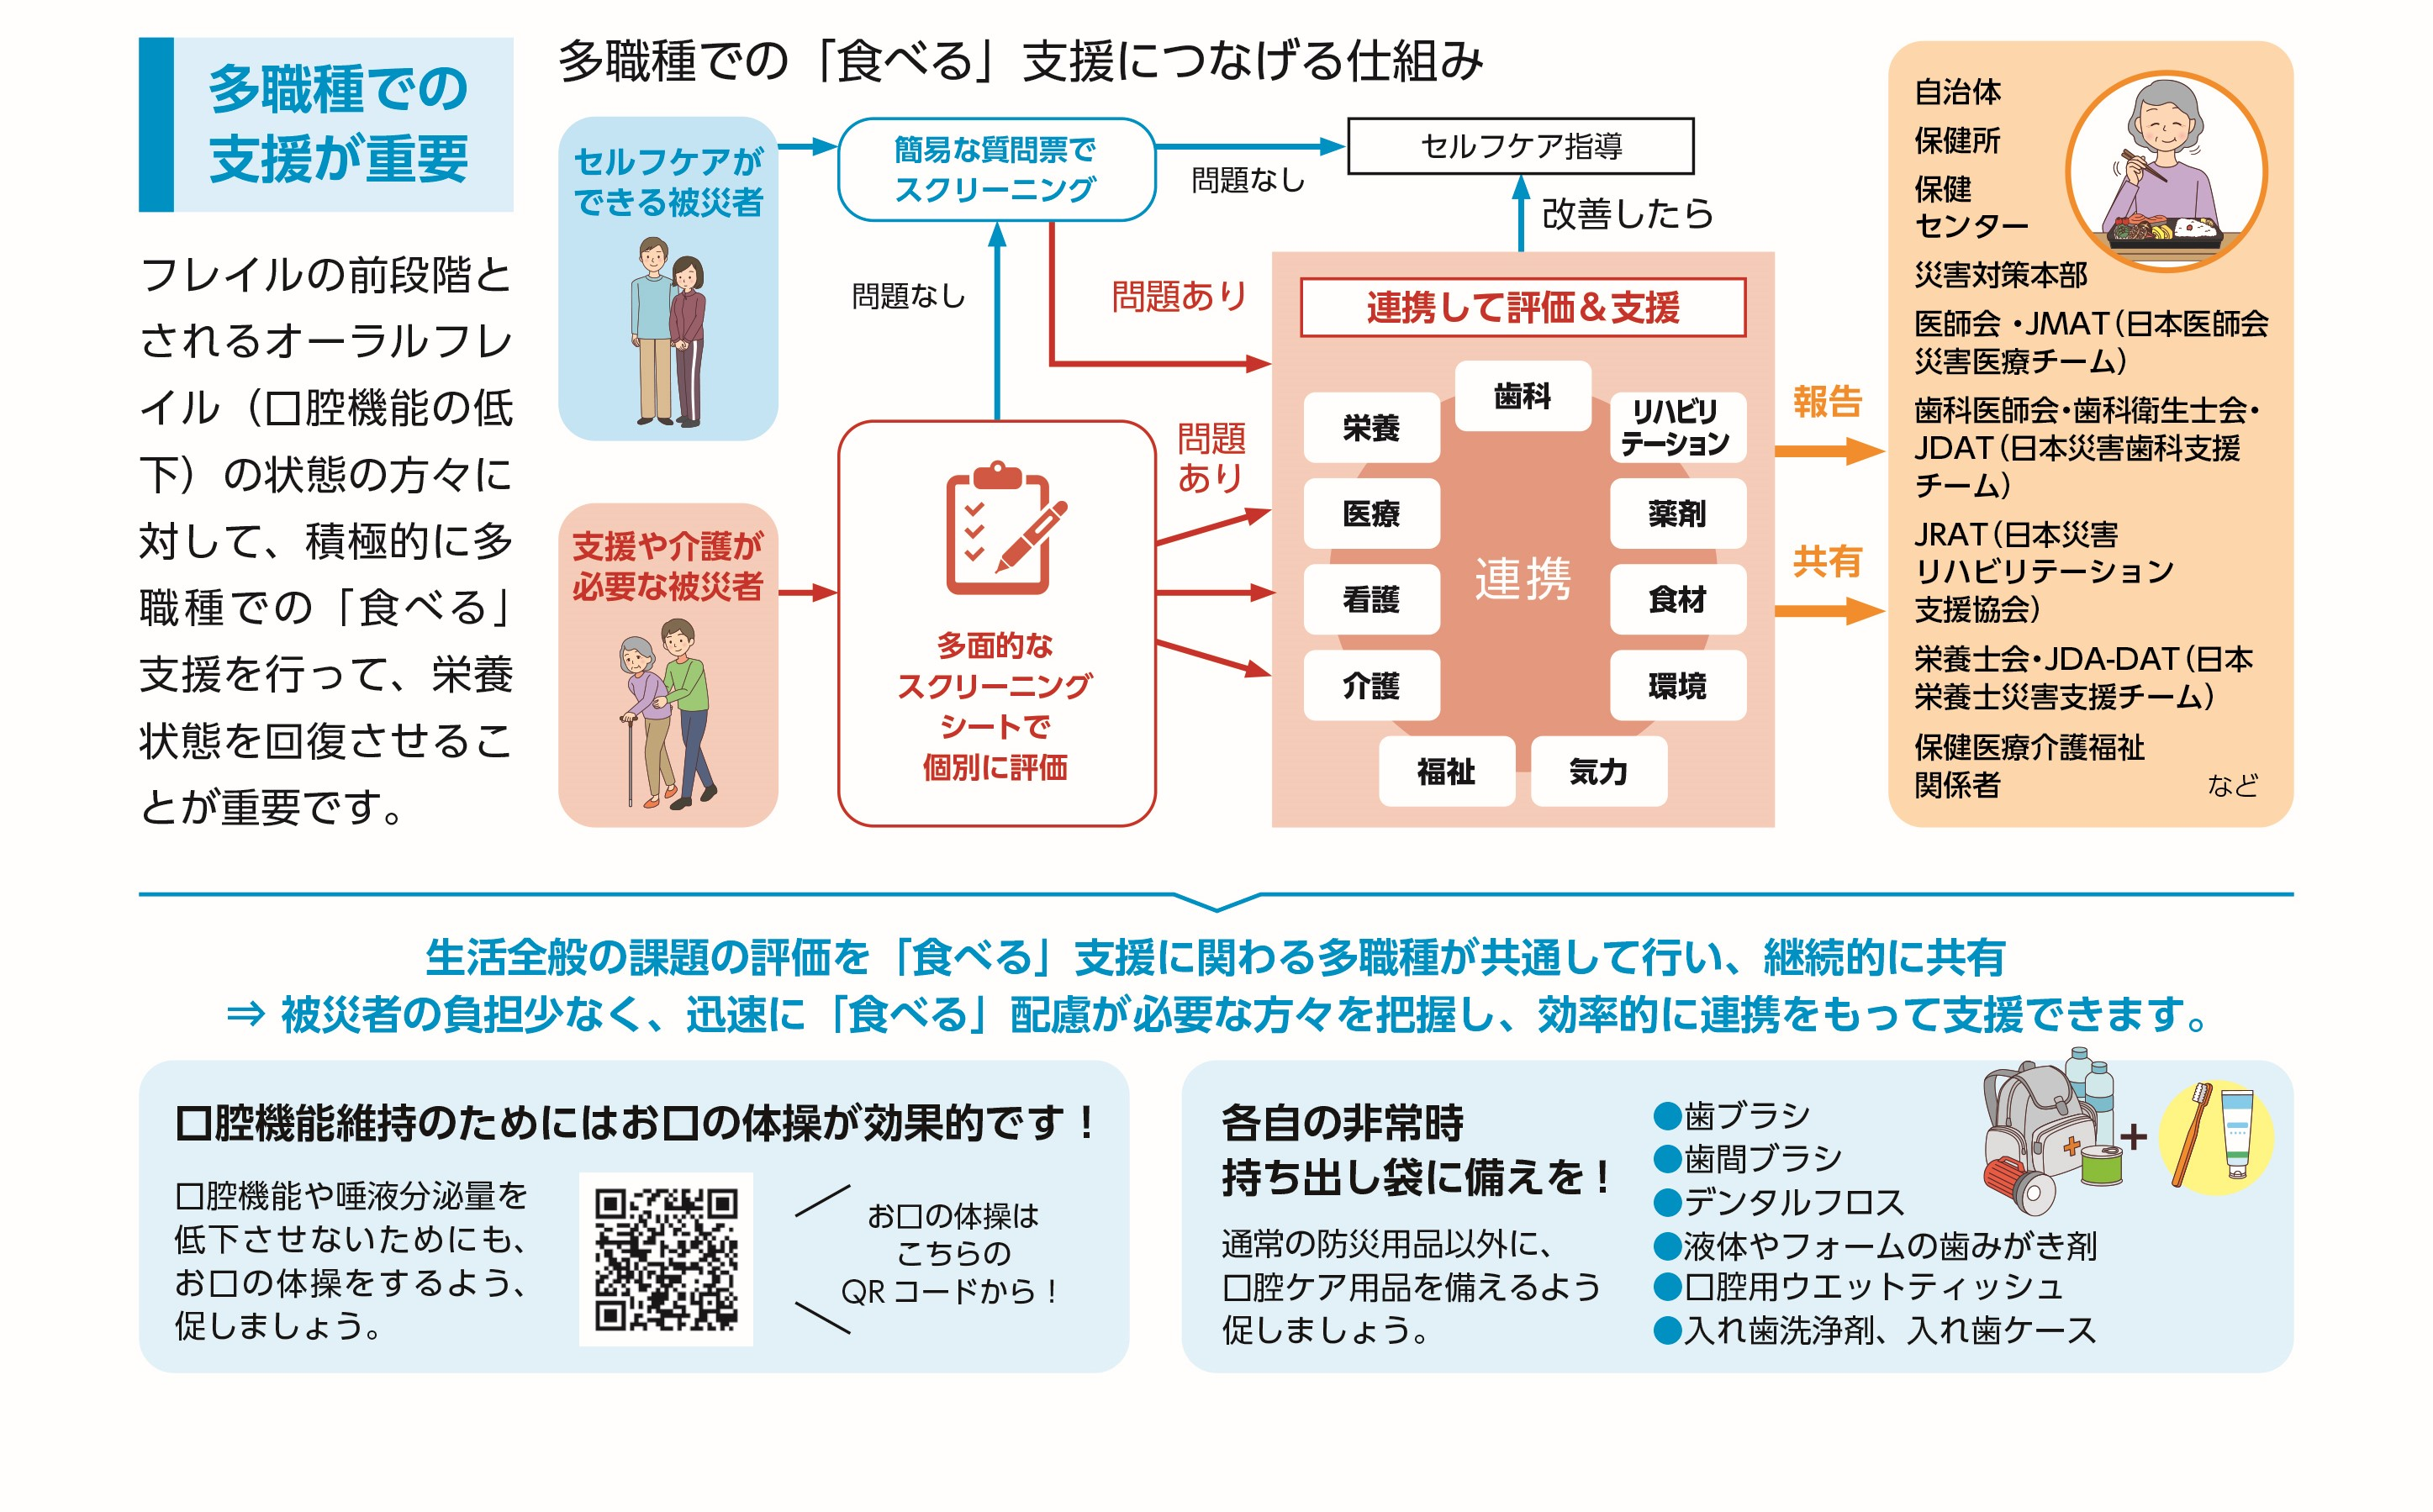 多職種での
支援が重要
フレイルの前段階と
されるオーラルフレ
イル（口腔機能の低
下）の状態の方々に
対して、積極的に多
職種での「食べる」
支援を行って、栄養
状態を回復させるこ
とが重要です。
多職種での「食べる」支援につなげる仕組み
セルフケアが
できる被災者
簡易な質問票で
スクリーニング
問題なし
セルフケア指導
改善したら
問題なし
問題あり
支援や介護が
必要な被災者
多面的な
スクリーニング
シートで
個別に評価
問題
あり
連携して評価＆支援
歯科
栄養
リハビリ
テーション
医療
薬剤
連携
看護
食材
介護
環境
福祉
気力
報告
共有
自治体
保健所
保健
センター
災害対策本部
医師会・JMAT（日本医師会
災害医療チーム）
歯科医師会・歯科衛生士会・
JDAT（日本災害歯科支援
チーム）
JRAT（日本災害
リハビリテーション
支援協会）
栄養士会・JDA-DAT（日本
栄養士災害支援チーム）
保健医療介護福祉
関係者
など
生活全般の課題の評価を「食べる」支援に関わる多職種が共通して行い、継続的に共有
⇒ 被災者の負担少なく、迅速に「食べる」配慮が必要な方々を把握し、効率的に連携をもって支援できます。
口腔機能維持のためにはお口の体操が効果的です！
口腔機能や唾液分泌量を
低下させないためにも、
お口の体操をするよう、
促しましょう。
お口の体操は
こちらの
QRコードから！
各自の非常時
持ち出し袋に備えを！
通常の防災用品以外に、
口腔ケア用品を備えるよう
促しましょう。
●歯ブラシ
●歯間ブラシ
●デンタルフロス
●液体やフォームの歯みがき剤
●口腔用ウエットティッシュ
●入れ歯洗浄剤、入れ歯ケース
+